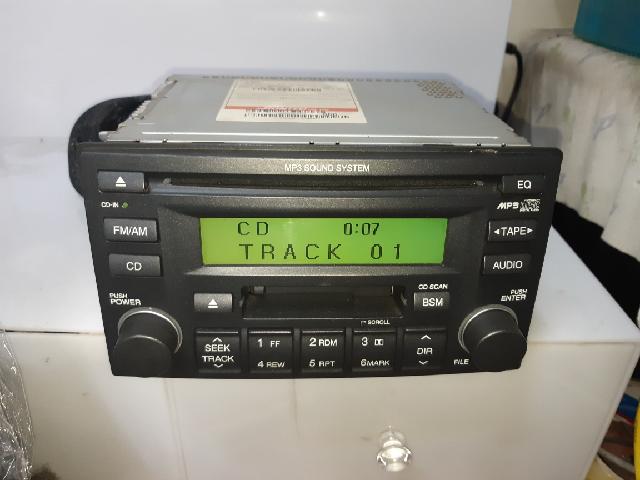 MP3 SOUND SYSTEM
EQ
CD-IN
MP3
FM/AM
CD 0:07
◄TAPE►
TRACK 01
CD
AUDIO
PUSH
POWER
CD SCAN
BSM
PUSH
ENTER
SCROLL
SEEK
TRACK
1 FF
2 RDM
3
DIR
4 REW
5 RPT
6MARK
FILE